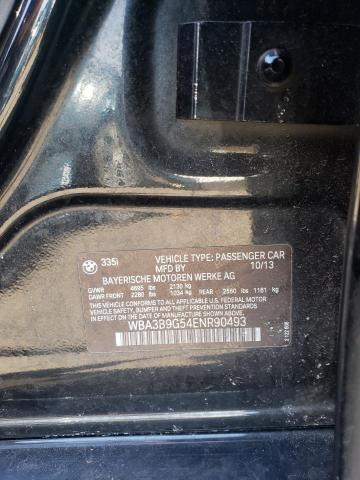 335i VEHICLE TYPE: PASSENGER CAR
MFD BY 10/13
BAYERISCHE MOTOREN WERKE AG
GVWR 4695 lbs 2130 kg
GAWR FRONT 2280 lbs 1034 kg REAR 2560 lbs 1161 kg
THIS VEHICLE CONFORMS TO ALL APPLICABLE
U.S. FEDERAL MOTOR VEHICLE SAFETY, BUMPER,
AND THEFT PREVENTION STANDARDS IN EFFECT ON
THE DATE OF MANUFACTURE SHOWN ABOVE.
WBA3B9G54ENR90493